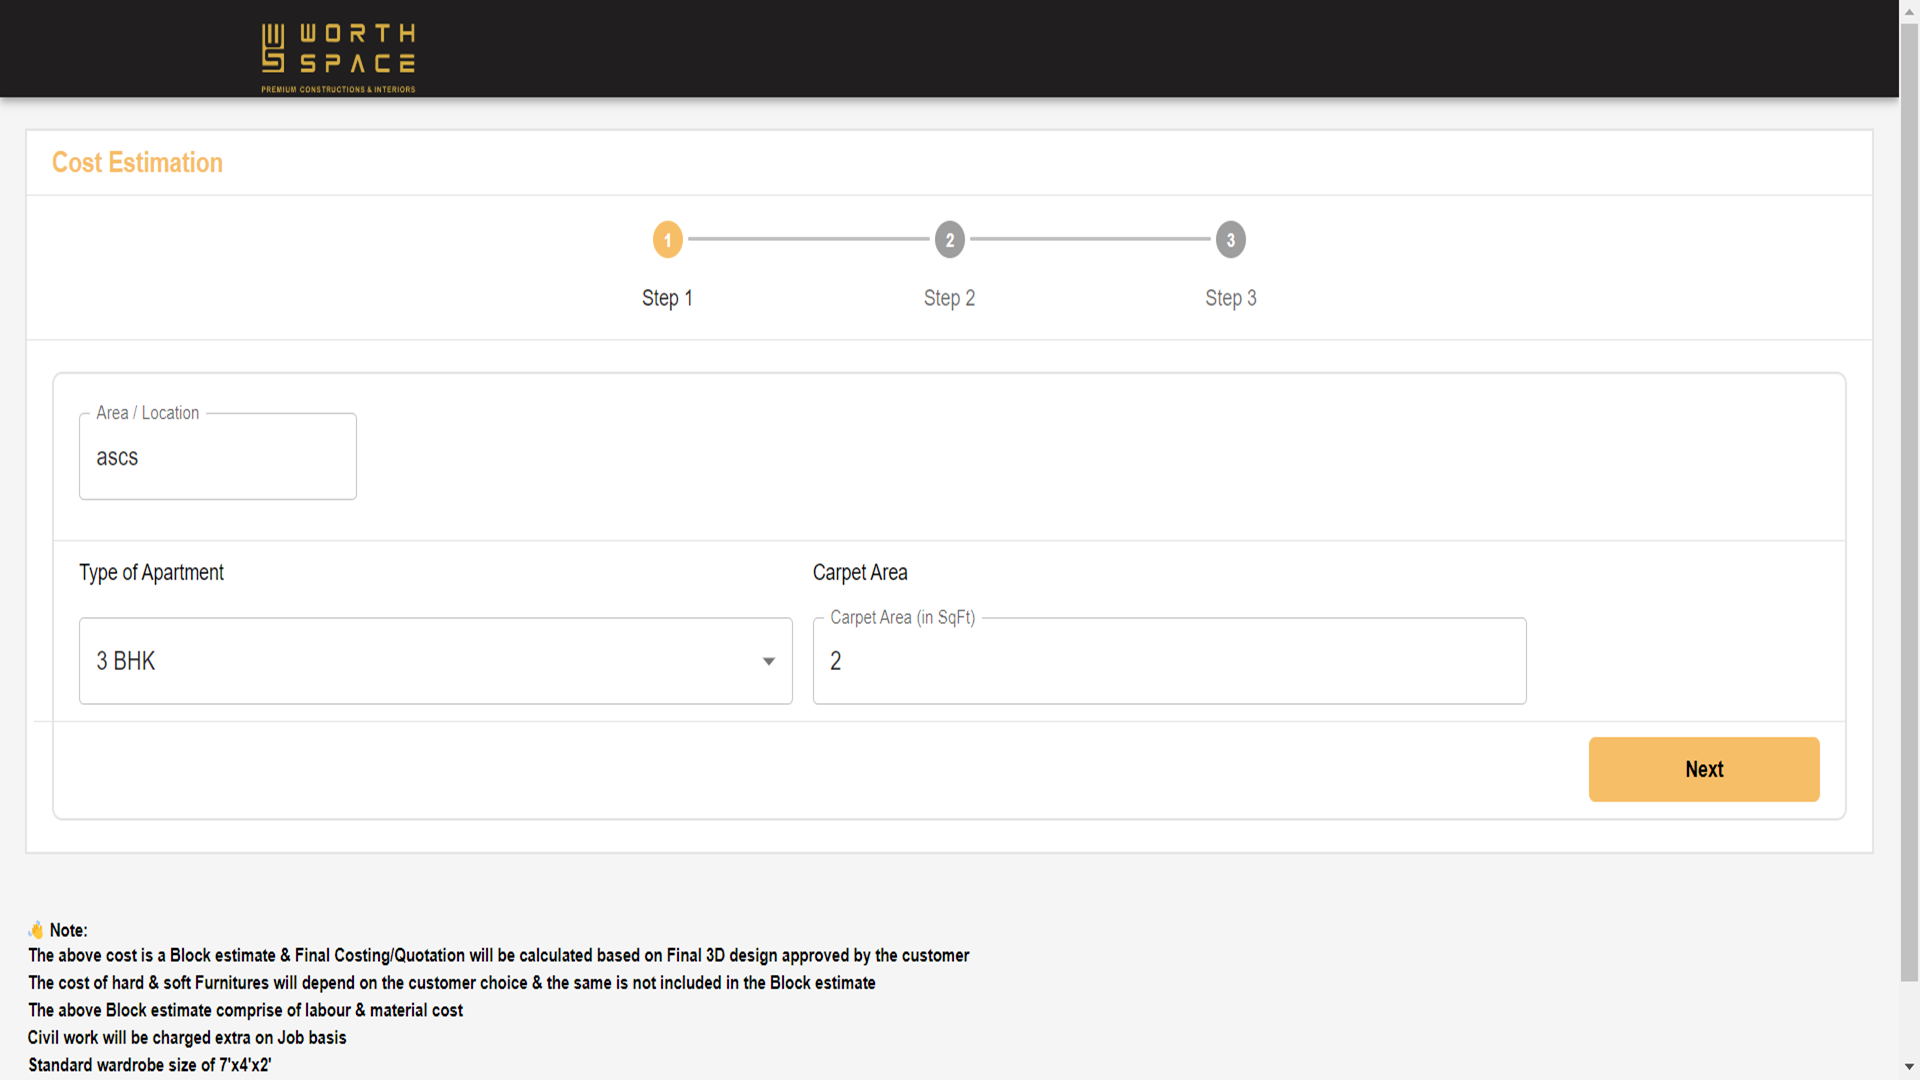 WORTH
SPACE
PREMIUM CONSTRUCTIONS & INTERIORS
Cost Estimation
1
2
3
Step 1
Step 2
Step 3
Area / Location
ascs
Type of Apartment
Carpet Area
Carpet Area (in SqFt)
3 BHK
2
Next
👋 Note:
The above cost is a Block estimate & Final Costing/Quotation will be calculated based on Final 3D design approved by the customer
The cost of hard & soft Furnitures will depend on the customer choice & the same is not included in the Block estimate
The above Block estimate comprise of labour & material cost
Civil work will be charged extra on Job basis
Standard wardrobe size of 7'x4'x2'